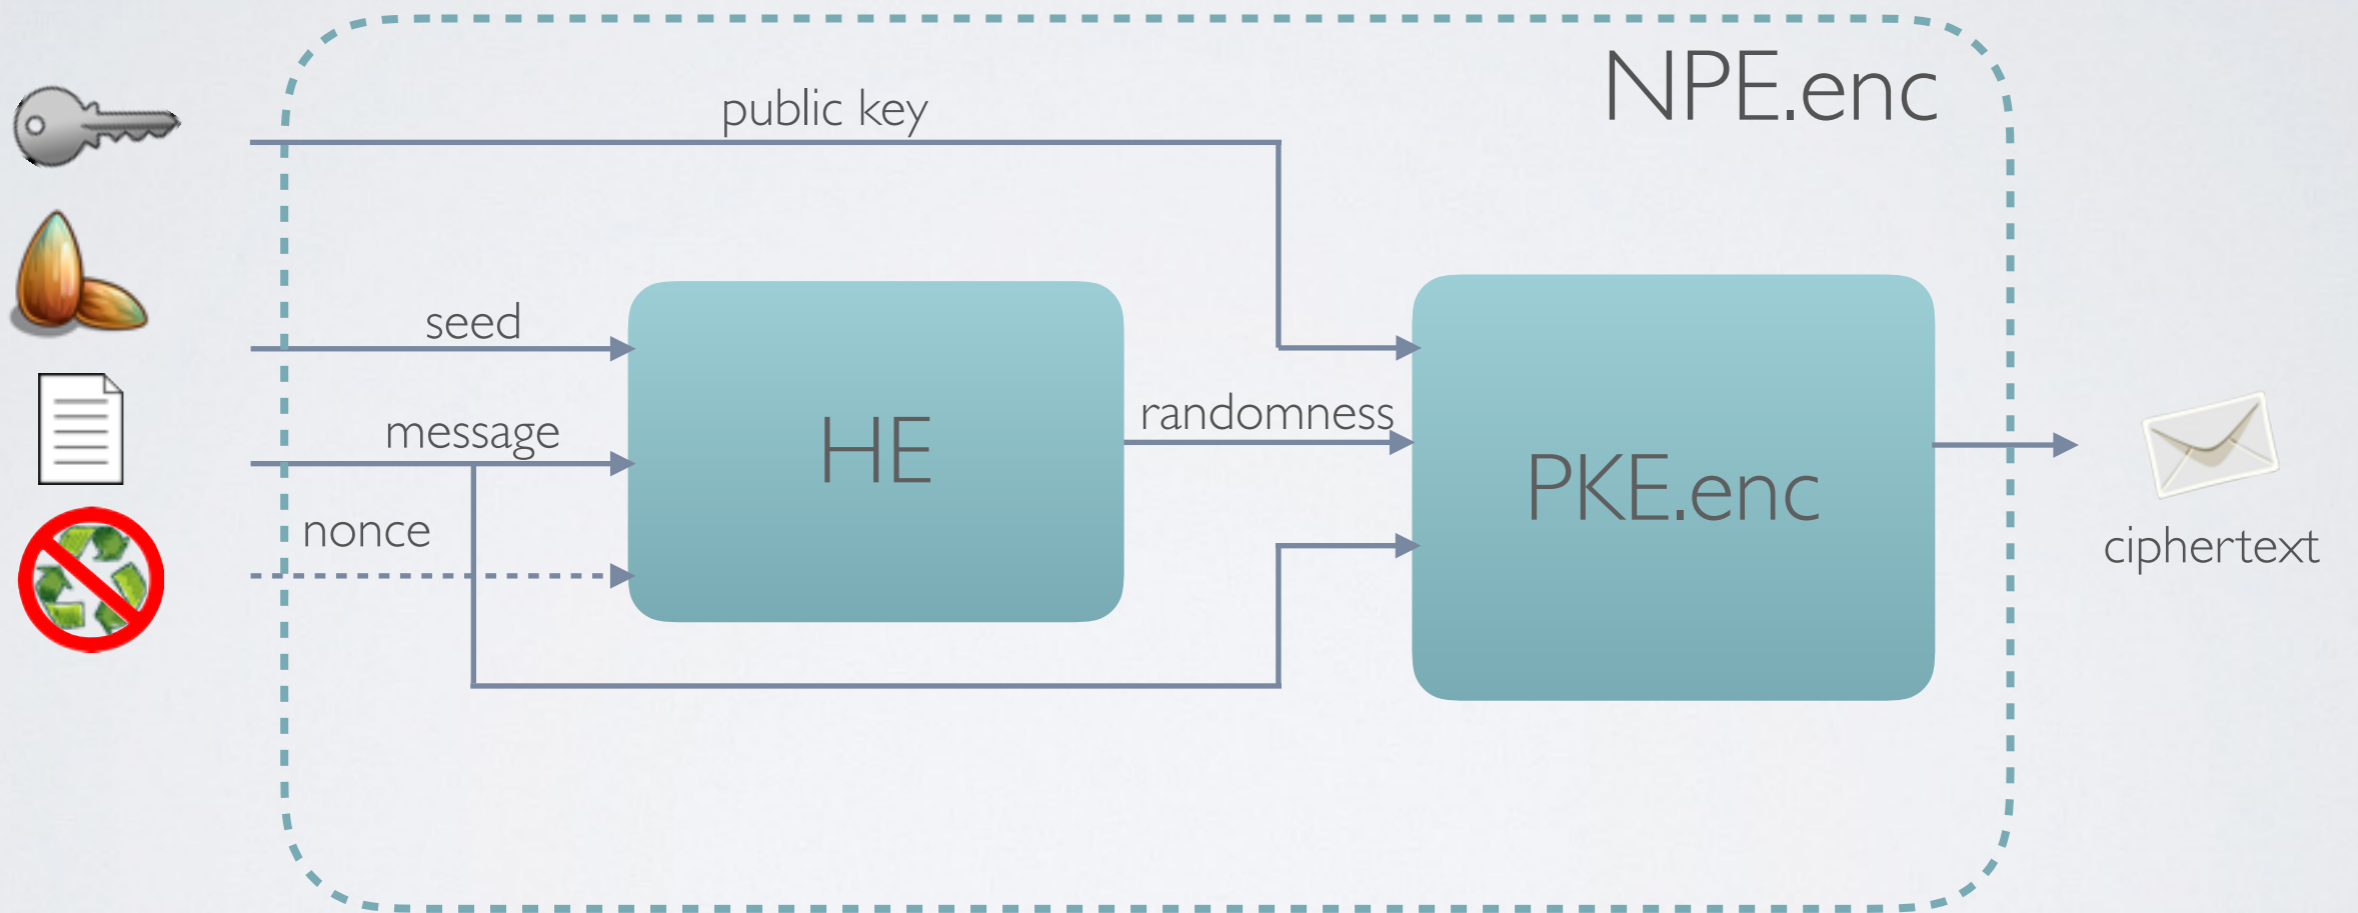 NPE.enc
public key
seed
message
nonce
HE
randomness
PKE.enc
ciphertext